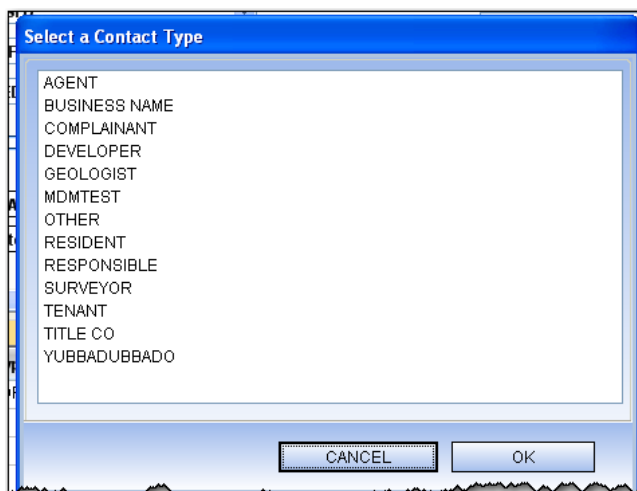 Select a Contact Type
AGENT
BUSINESS NAME
COMPLAINANT
DEVELOPER
GEOLOGIST
MDMTEST
OTHER
RESIDENT
RESPONSIBLE
SURVEYOR
TENANT
TITLE CO
YUBBADUBBADO
CANCEL
OK